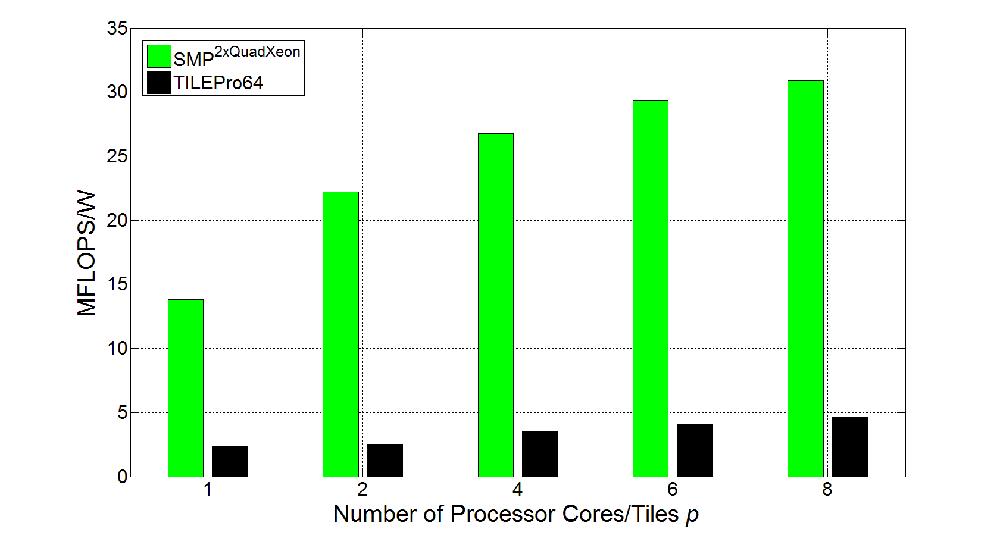 35
30
25
20
15
10
5
0
MFLOPS/W
SMP2xQuadXeon
TILEPro64
1 2 4 6 8
Number of Processor Cores/Tiles p